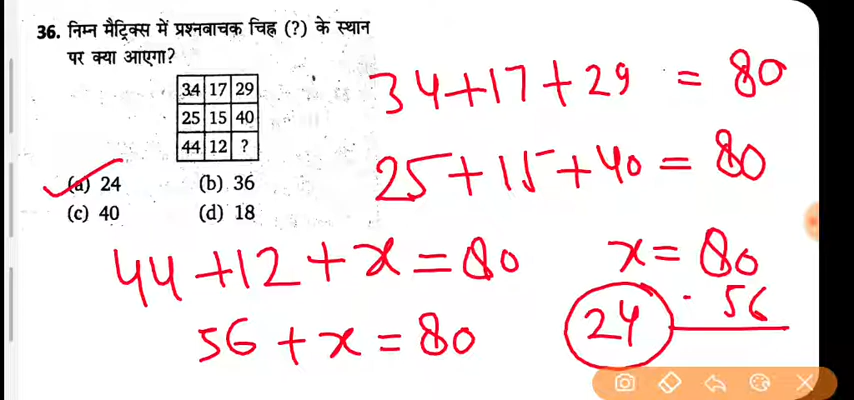 36. निम्न मैट्रिक्स में प्रश्नवाचक चिह्न (?) के स्थान
पर क्या आएगा?
34 17 29
25 15 40
44 12 ?
(a) 24 (b) 36
(c) 40 (d) 18
34+17+29 = 80
25+15+40 = 80
44+12+x = 80
56+x = 80
x = 80
- 56
24